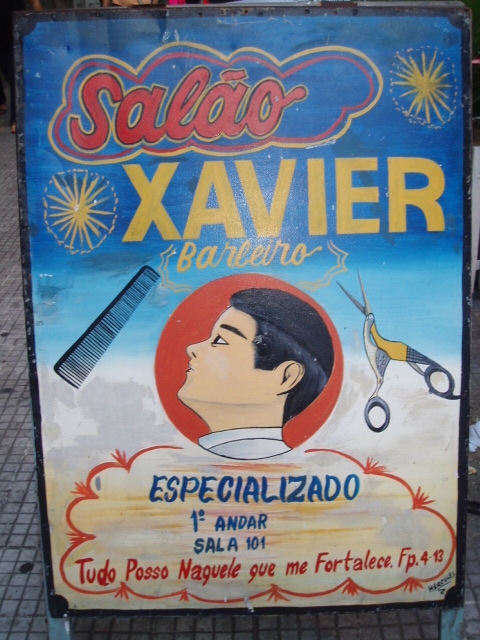 Salão
XAVIER
Barbeiro
ESPECIALIZADO
1º ANDAR
SALA 101
Tudo Posso Naquele que me Fortalece. Fp. 4-13